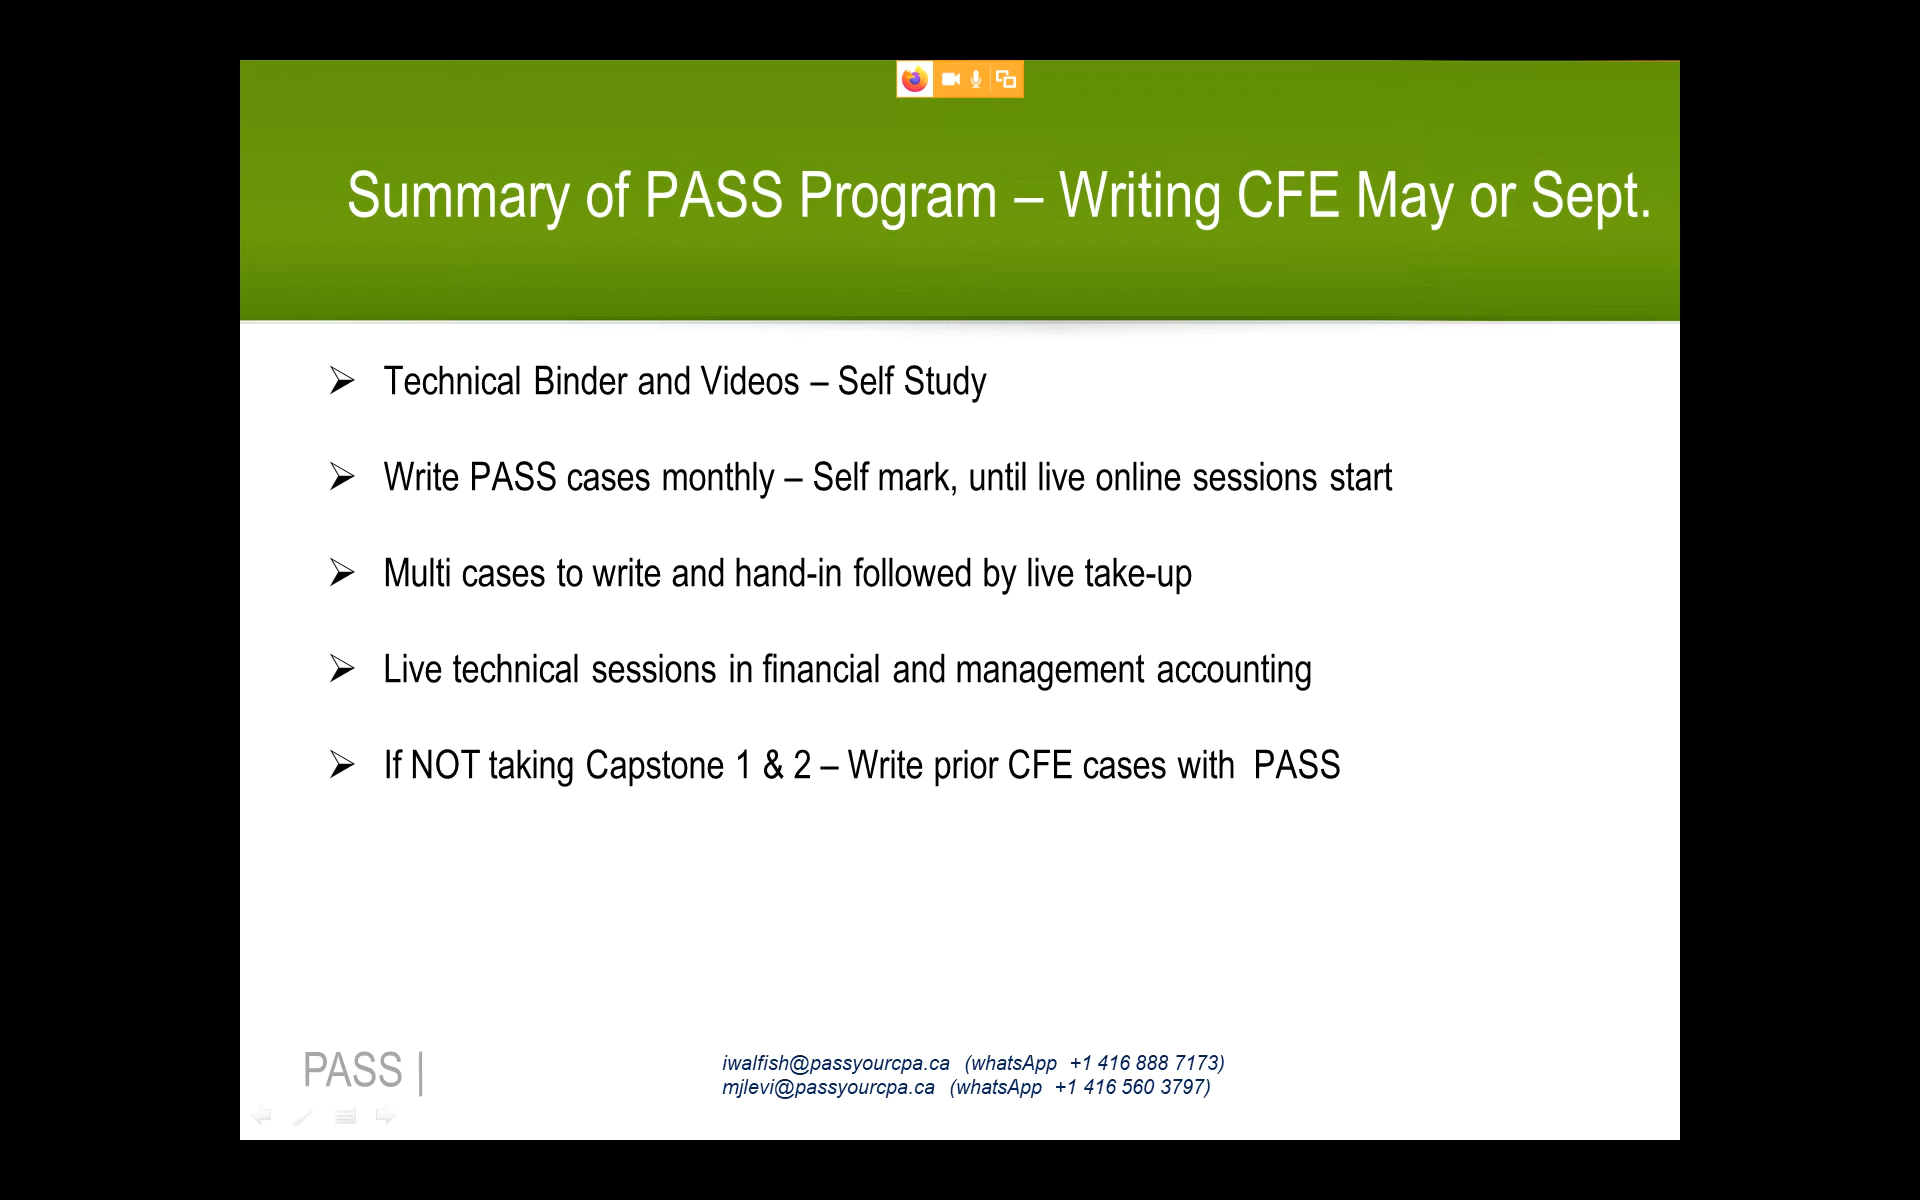 Summary of PASS Program – Writing CFE May or Sept.
Technical Binder and Videos – Self Study
Write PASS cases monthly – Self mark, until live online sessions start
Multi cases to write and hand-in followed by live take-up
Live technical sessions in financial and management accounting
If NOT taking Capstone 1 & 2 – Write prior CFE cases with PASS
PASS |
iwalfish@passyourcpa.ca (whatsApp +1 416 888 7173)
mjlevi@passyourcpa.ca (whatsApp +1 416 560 3797)